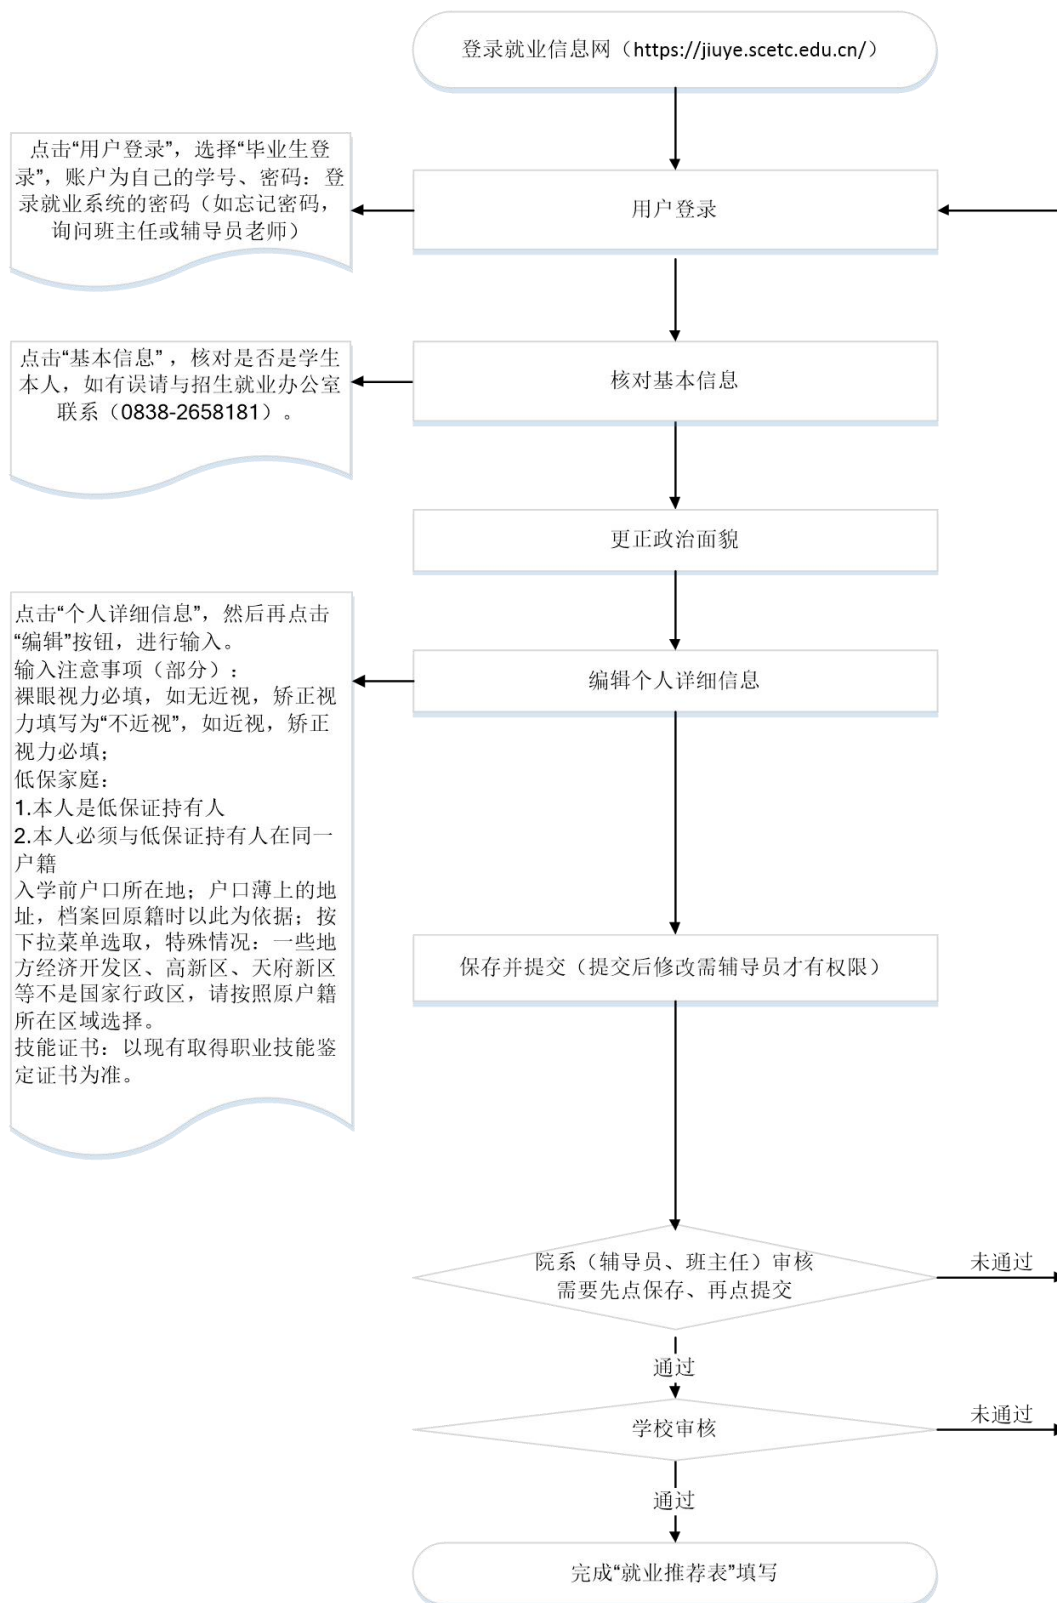 登录就业信息网（https://jiuye.scetc.edu.cn/）
点击“用户登录”，选择“毕业生登
录”，账户为自己的学号、密码：登
录就业系统的密码（如忘记密码，
询问班主任或辅导员老师）
用户登录
点击“基本信息”，核对是否是学生
本人，如有误请与招生就业办公室
联系（0838-2658181）。
核对基本信息
更正政治面貌
点击“个人详细信息”，然后再点击
“编辑”按钮，进行输入。
输入注意事项（部分）：
裸眼视力必填，如无近视，矫正视
力填写为“不近视”，如近视，矫正
视力必填；
低保家庭：
1.本人是低保证持有人
2.本人必须与低保证持有人在同一
户籍
入学前户口所在地；户口薄上的地
址，档案回原籍时以此为依据；按
下拉菜单选取，特殊情况：一些地
方经济开发区、高新区、天府新区
等不是国家行政区，请按照原户籍
所在区域选择。
技能证书：以现有取得职业技能鉴
定证书为准。
编辑个人详细信息
保存并提交（提交后修改需辅导员才有权限）
院系（辅导员、班主任）审核
需要先点保存、再点提交
未通过
通过
学校审核
未通过
通过
完成“就业推荐表”填写